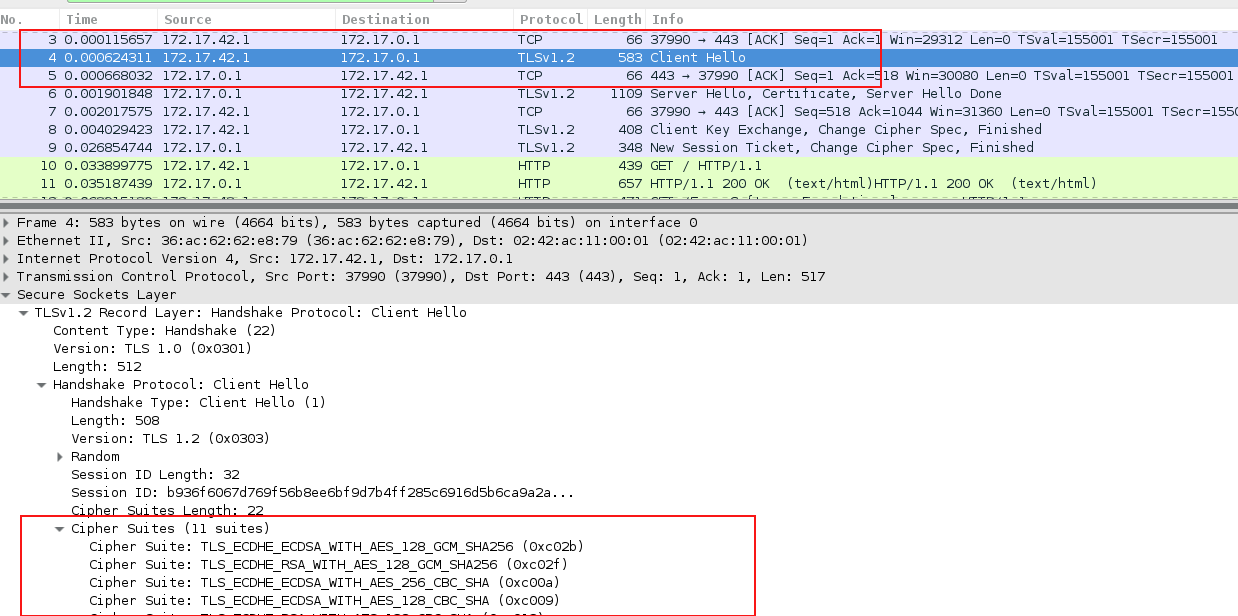 No. Time Source Destination Protocol Length Info
3 0.000115657 172.17.42.1 172.17.0.1 TCP 66 37990 → 443 [ACK] Seq=1 Ack=1 Win=29312 Len=0 TSval=155001 TSecr=155001
4 0.000624311 172.17.42.1 172.17.0.1 TLSv1.2 583 Client Hello
5 0.000668032 172.17.0.1 172.17.42.1 TCP 66 443 → 37990 [ACK] Seq=1 Ack=518 Win=30080 Len=0 TSval=155001 TSecr=155001
6 0.001901848 172.17.0.1 172.17.42.1 TLSv1.2 1109 Server Hello, Certificate, Server Hello Done
7 0.002017575 172.17.42.1 172.17.0.1 TCP 66 37990 → 443 [ACK] Seq=518 Ack=1044 Win=31360 Len=0 TSval=155001 TSecr=1550
8 0.004029423 172.17.42.1 172.17.0.1 TLSv1.2 408 Client Key Exchange, Change Cipher Spec, Finished
9 0.026854744 172.17.0.1 172.17.42.1 TLSv1.2 348 New Session Ticket, Change Cipher Spec, Finished
10 0.033899775 172.17.42.1 172.17.0.1 HTTP 439 GET / HTTP/1.1
11 0.035187439 172.17.0.1 172.17.42.1 HTTP 657 HTTP/1.1 200 OK (text/html)HTTP/1.1 200 OK (text/html)
Frame 4: 583 bytes on wire (4664 bits), 583 bytes captured (4664 bits) on interface 0
Ethernet II, Src: 36:ac:62:62:e8:79 (36:ac:62:62:e8:79), Dst: 02:42:ac:11:00:01 (02:42:ac:11:00:01)
Internet Protocol Version 4, Src: 172.17.42.1, Dst: 172.17.0.1
Transmission Control Protocol, Src Port: 37990 (37990), Dst Port: 443 (443), Seq: 1, Ack: 1, Len: 517
Secure Sockets Layer
TLSv1.2 Record Layer: Handshake Protocol: Client Hello
Content Type: Handshake (22)
Version: TLS 1.0 (0x0301)
Length: 512
Handshake Protocol: Client Hello
Handshake Type: Client Hello (1)
Length: 508
Version: TLS 1.2 (0x0303)
Random
Session ID Length: 32
Session ID: b936f6067d769f56b8ee6bf9d7b4ff285c6916d5b6ca9a2a...
Cipher Suites Length: 22
Cipher Suites (11 suites)
Cipher Suite: TLS_ECDHE_ECDSA_WITH_AES_128_GCM_SHA256 (0xc02b)
Cipher Suite: TLS_ECDHE_RSA_WITH_AES_128_GCM_SHA256 (0xc02f)
Cipher Suite: TLS_ECDHE_ECDSA_WITH_AES_256_CBC_SHA (0xc00a)
Cipher Suite: TLS_ECDHE_ECDSA_WITH_AES_128_CBC_SHA (0xc009)